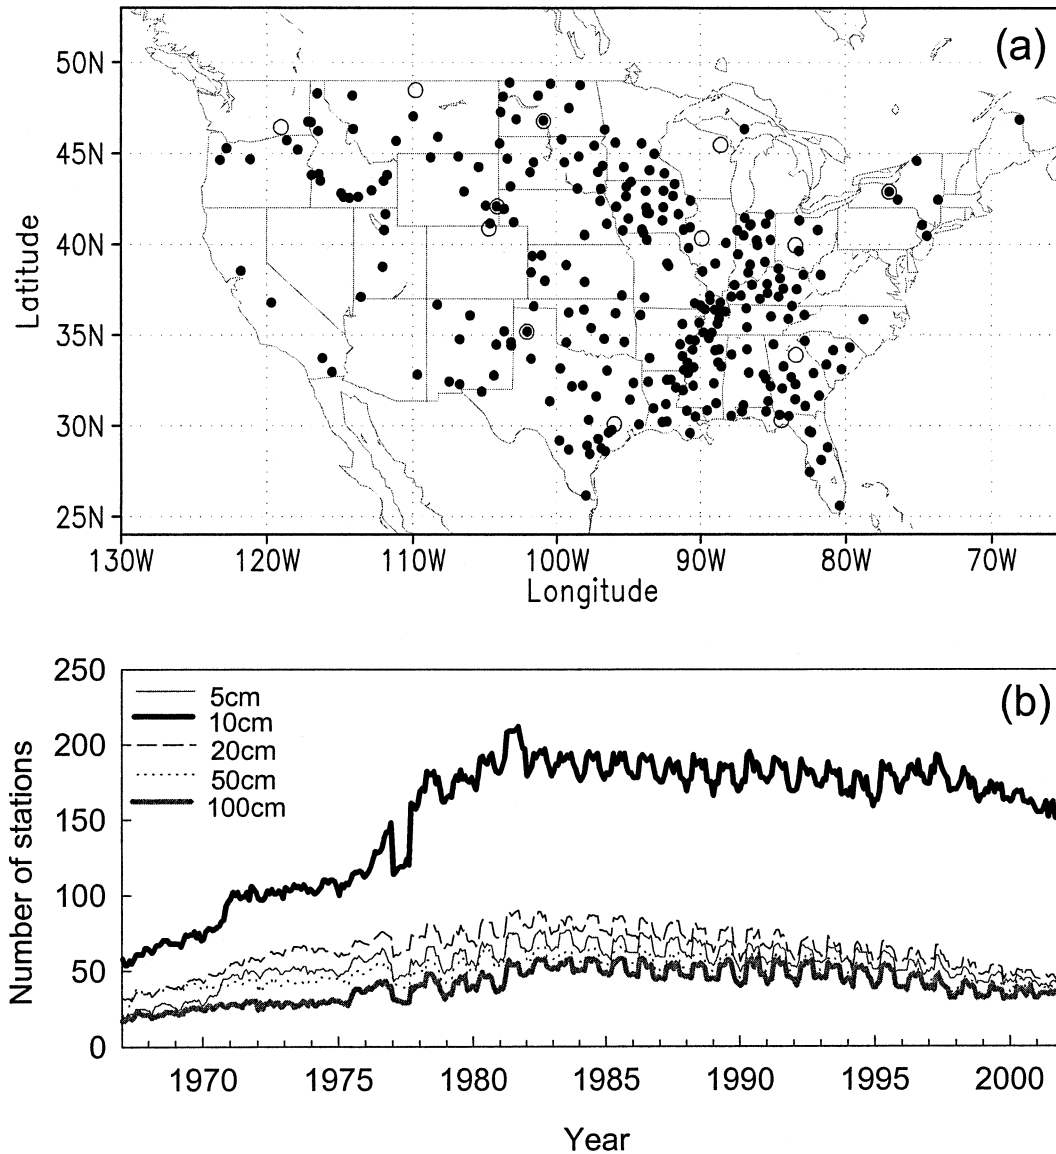 (a)
50N
45N
40N
35N
30N
25N
Latitude
130W 120W 110W 100W 90W 80W 70W
Longitude
(b)
250
200
150
100
50
0
Number of stations
5cm
10cm
20cm
50cm
100cm
1970 1975 1980 1985 1990 1995 2000
Year